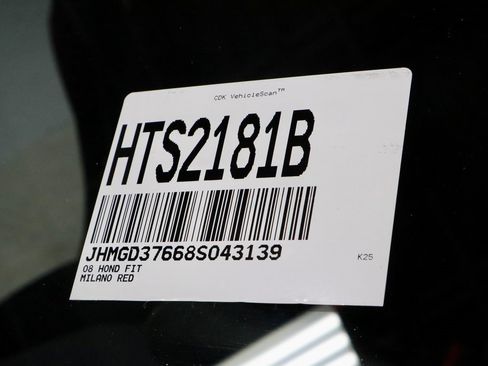 CDK VehicleScan™
HTS2181B
JHMGD37668S043139
08 HOND FIT
MILANO RED
K25